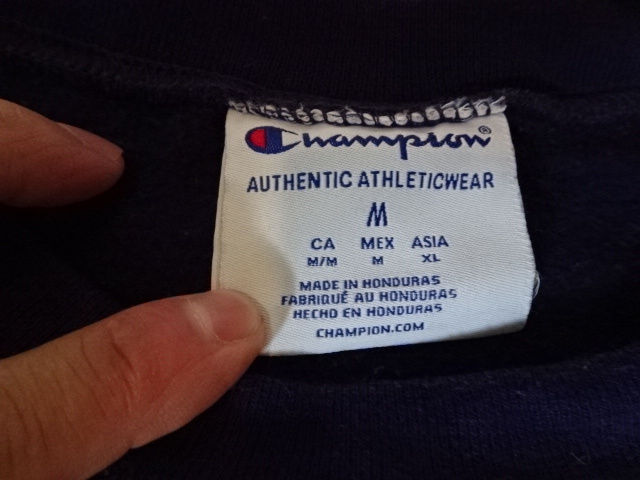 Champion®
AUTHENTIC ATHLETICWEAR
M
CA MEX ASIA
M/M M XL
MADE IN HONDURAS
FABRIQUÉ AU HONDURAS
HECHO EN HONDURAS
CHAMPION.COM